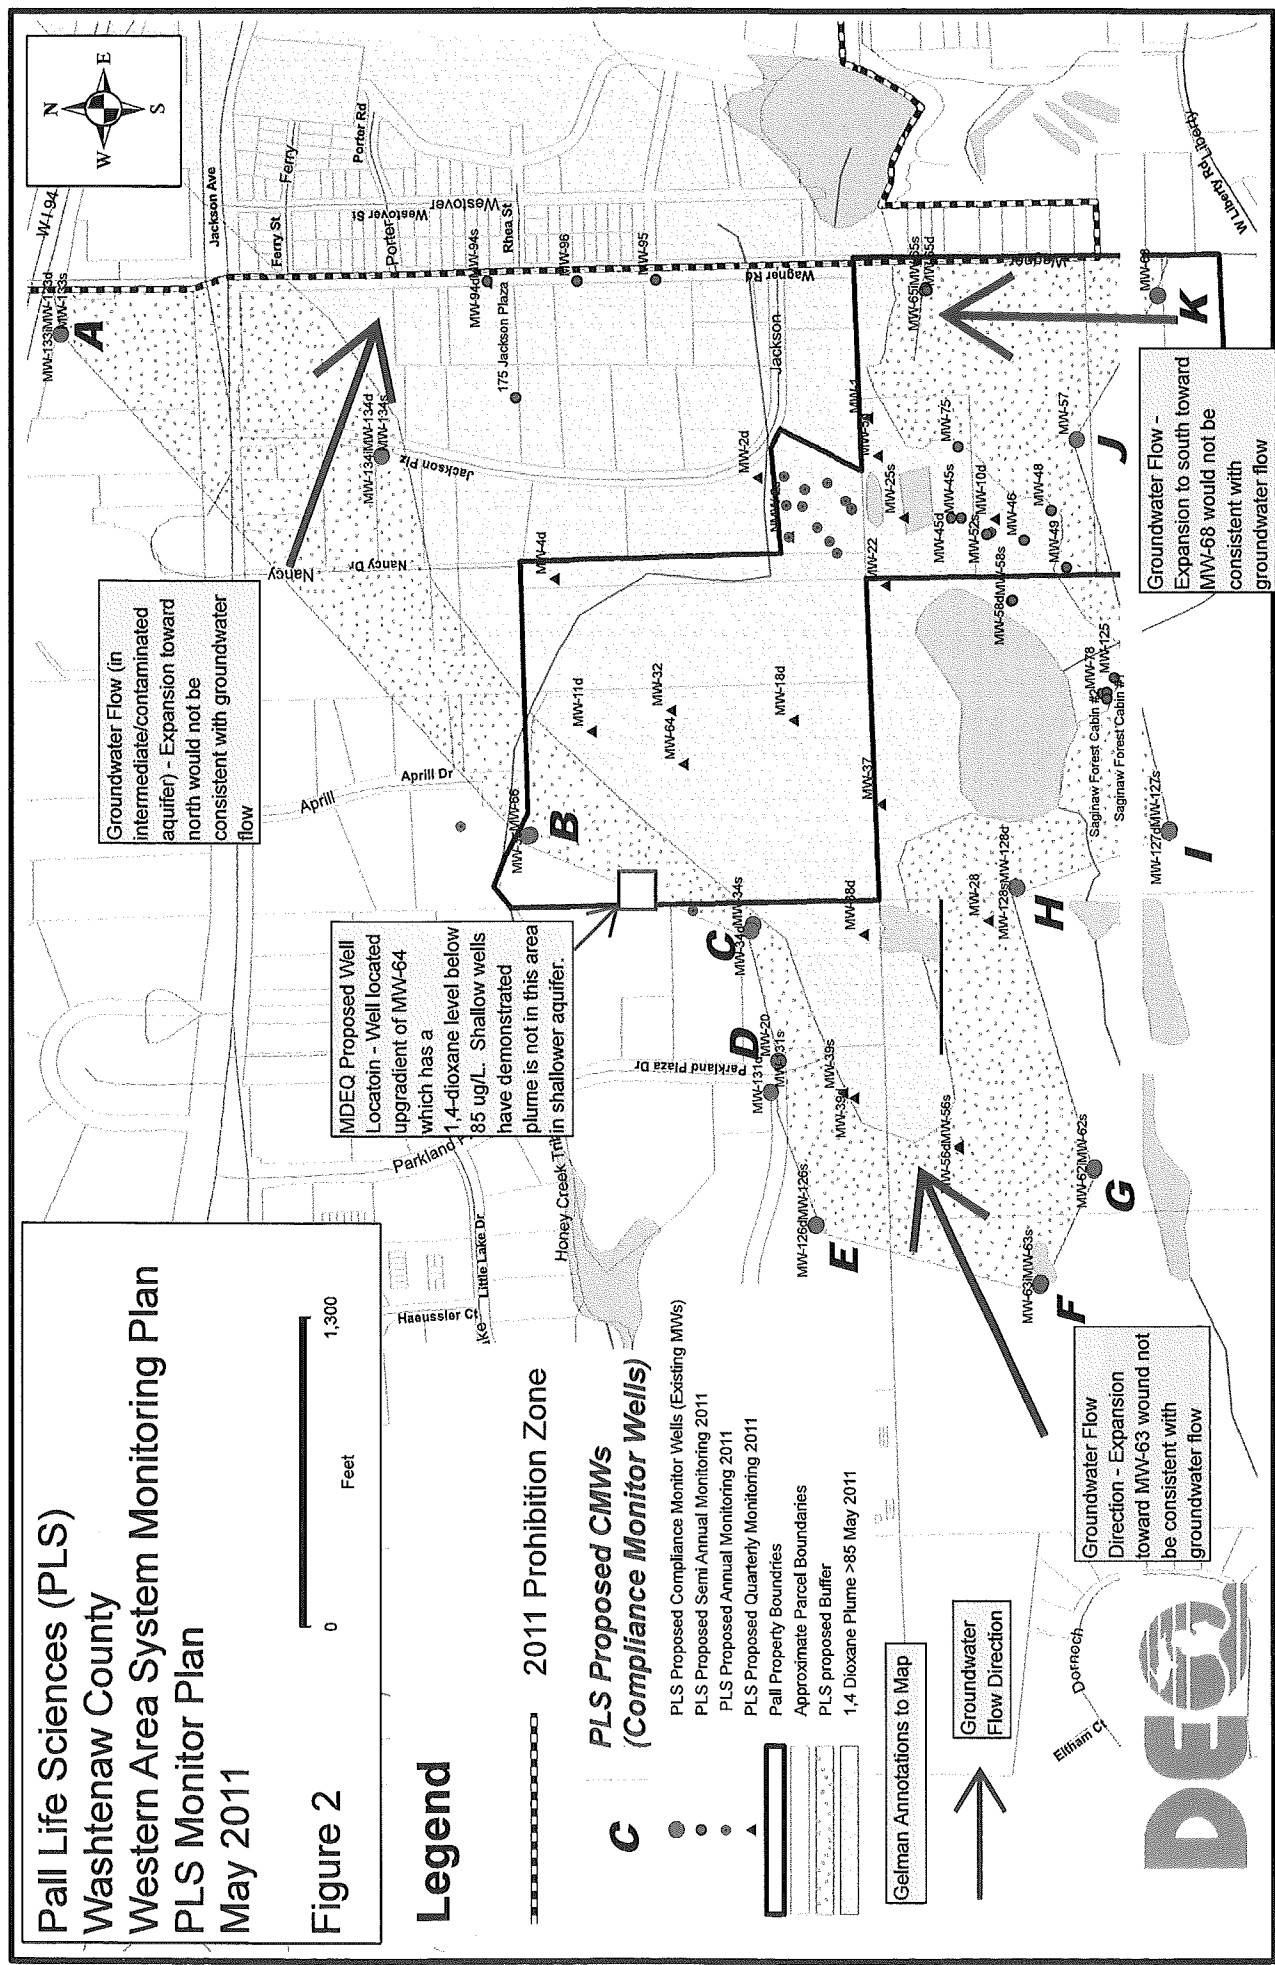 Pall Life Sciences (PLS)
Washtenaw County
Western Area System Monitoring Plan
PLS Monitor Plan
May 2011
Figure 2
0
1,300
Feet
Legend
2011 Prohibition Zone
C
PLS Proposed CMWs
(Compliance Monitor Wells)
PLS Proposed Compliance Monitor Wells (Existing MWs)
PLS Proposed Semi Annual Monitoring 2011
PLS Proposed Annual Monitoring 2011
PLS Proposed Quarterly Monitoring 2011
Pall Property Boundries
Approximate Parcel Boundaries
PLS proposed Buffer
1,4 Dioxane Plume >85 May 2011
Gelman Annotations to Map
Groundwater
Flow Direction
DEQ
Eltham Ct
Dornoch
Groundwater Flow
Direction - Expansion
toward MW-63 wound not
be consistent with
groundwater flow
MDEQ Proposed Well
Locatoin - Well located
upgradient of MW-64
which has a
1,4-dioxane level below
85 ug/L. Shallow wells
have demonstrated
plume is not in this area
in shallower aquifer.
Groundwater Flow (in
intermediate/contaminated
aquifer) - Expansion toward
north would not be
consistent with groundwater
flow
Groundwater Flow -
Expansion to south toward
MW-68 would not be
consistent with
groundwater flow
N
W
E
S
W-I-94
Jackson Ave
Ferry St
Ferry
Porter Rd
Porter
Westover St
Westover
Rhea St
Wagner Rd
Wagner
W Liberty Rd
Liberty
Jackson
Jackson Plz
175 Jackson Plaza
Nancy
Nancy Dr
Aprill
Aprill Dr
Parkland Plaza Dr
Honey Creek
Little Lake Dr
Haeussler Ct
A
B
C
D
E
F
G
H
I
J
K
MW-133s
MW-134i
MW-134d
MW-134s
MW-94d
MW-94s
MW-96
MW-95
MW-2d
MW-4d
MW-11d
MW-32
MW-64
MW-18d
MW-37
MW-66
MW-34s
MW-38d
MW-20
MW-131d
MW-39s
MW-39d
MW-126d
MW-126s
MW-56s
MW-63i
MW-63s
MW-62i
MW-62s
MW-28
MW-128s
MW-128d
MW-127d
MW-127s
MW-78
MW-125
Saginaw Forest Cabin #2
Saginaw Forest Cabin #1
MW-58d
MW-58s
MW-22
MW-25s
MW-45d
MW-45s
MW-52s
MW-10d
MW-46
MW-48
MW-49
MW-75
MW-57
MW-1
MW-68